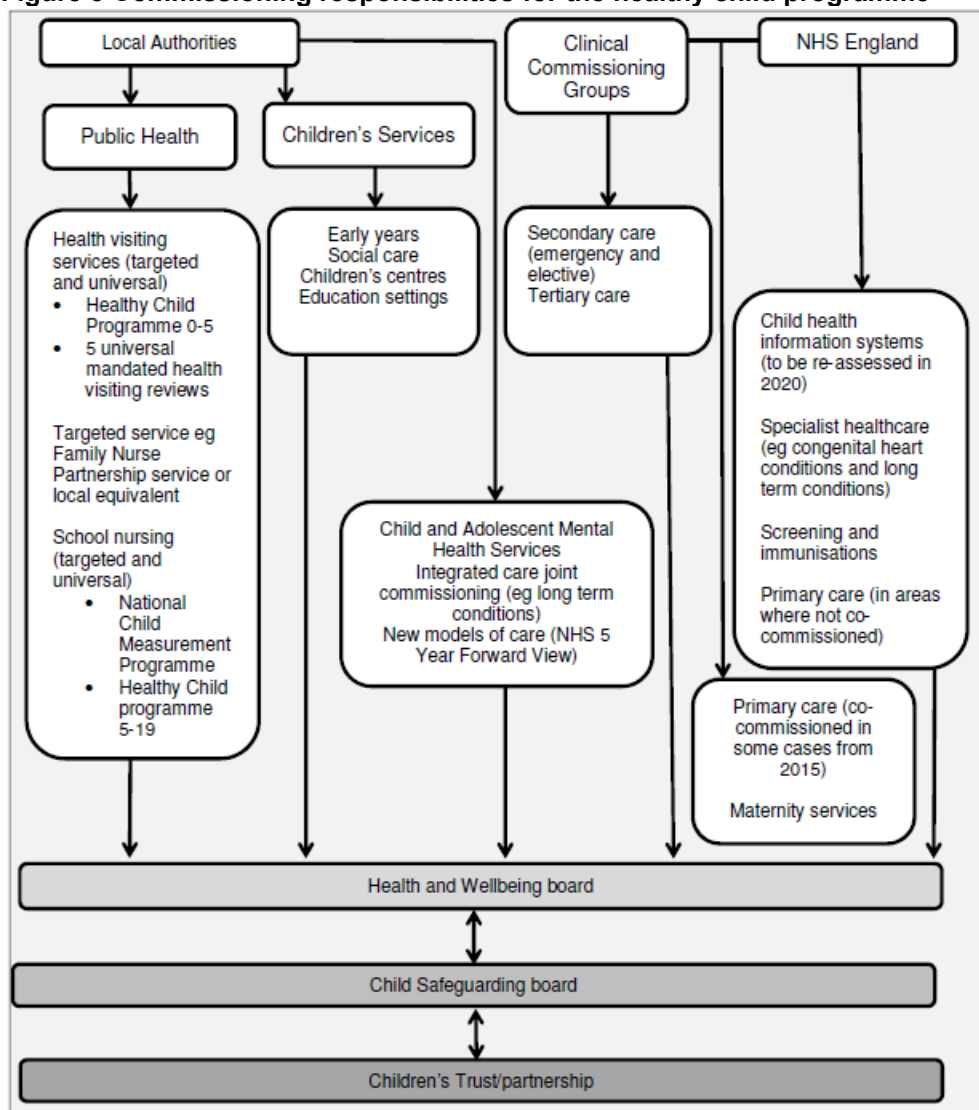 Figure 6 Commissioning responsibilities for the healthy child programme
Local Authorities
Clinical
Commissioning
Groups
NHS England
Public Health
Children's Services
Health visiting
services (targeted
and universal)
• Healthy Child
Programme 0-5
• 5 universal
mandated health
visiting reviews
Targeted service eg
Family Nurse
Partnership service or
local equivalent
School nursing
(targeted and
universal)
• National
Child
Measurement
Programme
• Healthy Child
programme
5-19
Early years
Social care
Children's centres
Education settings
Secondary care
(emergency and
elective)
Tertiary care
Child health
information systems
(to be re-assessed in
2020)
Specialist healthcare
(eg congenital heart
conditions and long
term conditions)
Screening and
immunisations
Primary care (in areas
where not co-
commissioned)
Child and Adolescent Mental
Health Services
Integrated care joint
commissioning (eg long term
conditions)
New models of care (NHS 5
Year Forward View)
Primary care (co-
commissioned in
some cases from
2015)
Maternity services
Health and Wellbeing board
Child Safeguarding board
Children's Trust/partnership